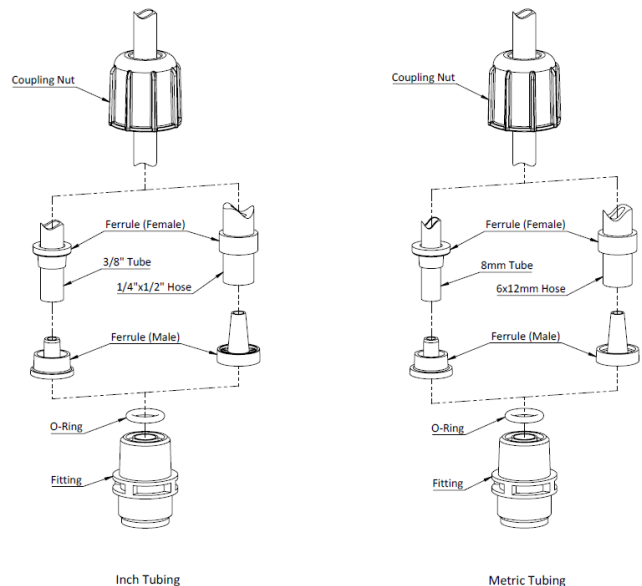 Coupling Nut
Ferrule (Female)
3/8" Tube
1/4"x1/2" Hose
Ferrule (Male)
O-Ring
Fitting
Inch Tubing
Coupling Nut
Ferrule (Female)
8mm Tube
6x12mm Hose
Ferrule (Male)
O-Ring
Fitting
Metric Tubing